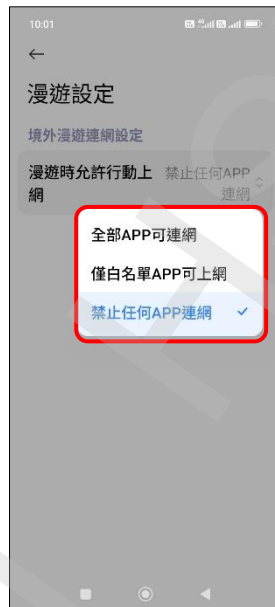 10:01
漫遊設定
境外漫遊連網設定
漫遊時允許行動上 禁止任何APP
網 連網
全部APP可連網
僅白名單APP可上網
禁止任何APP連網